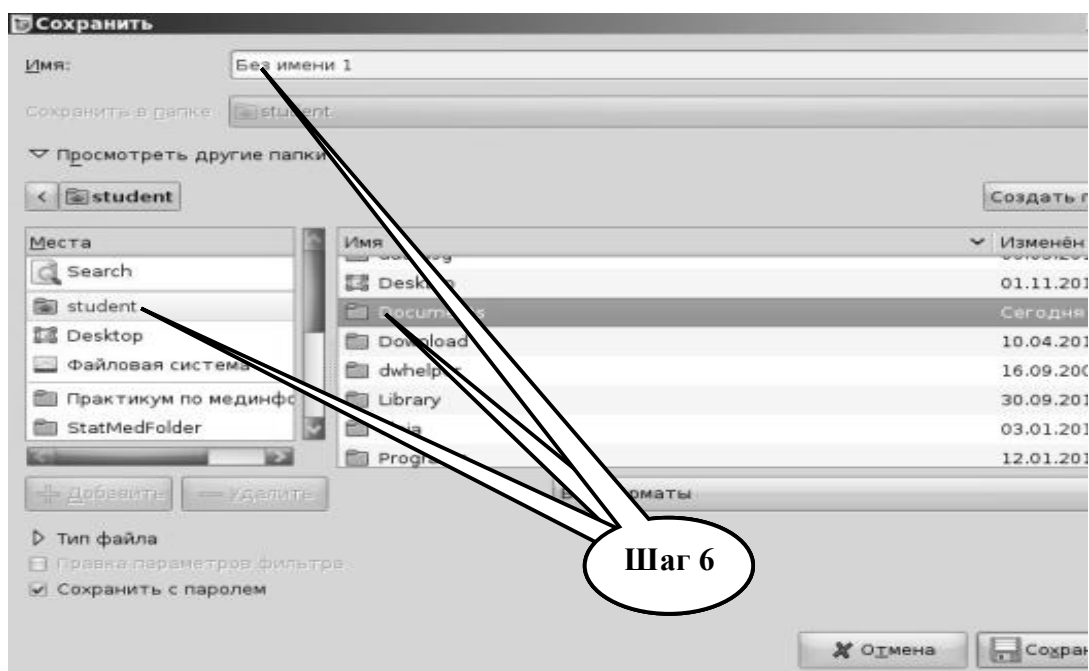 Сохранить
Имя: Без имени 1
Сохранить в папке: student
Просмотреть другие папки
< student Создать
Места Имя Изменён
Search
student Desktop 01.11.201
Desktop Documents Сегодня
Файловая система Download 10.04.201
Практикум по мединфо dwhelper 16.09.200
StatMedFolder Library 30.09.201
03.01.201
12.01.201
Добавить Удалить
Тип файла
Правка параметров фильтра
Сохранить с паролем
Шаг 6
Отмена Сохран